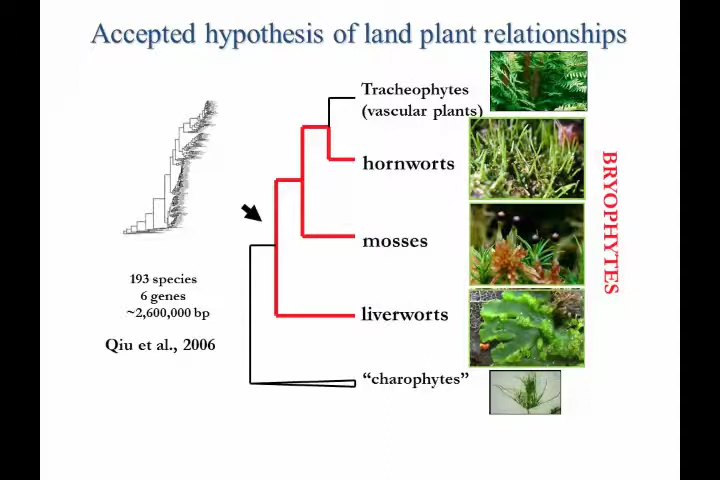 Accepted hypothesis of land plant relationships
Tracheophytes
(vascular plants)
hornworts
mosses
liverworts
“charophytes”
BRYOPHYTES
193 species
6 genes
~2,600,000 bp
Qiu et al., 2006